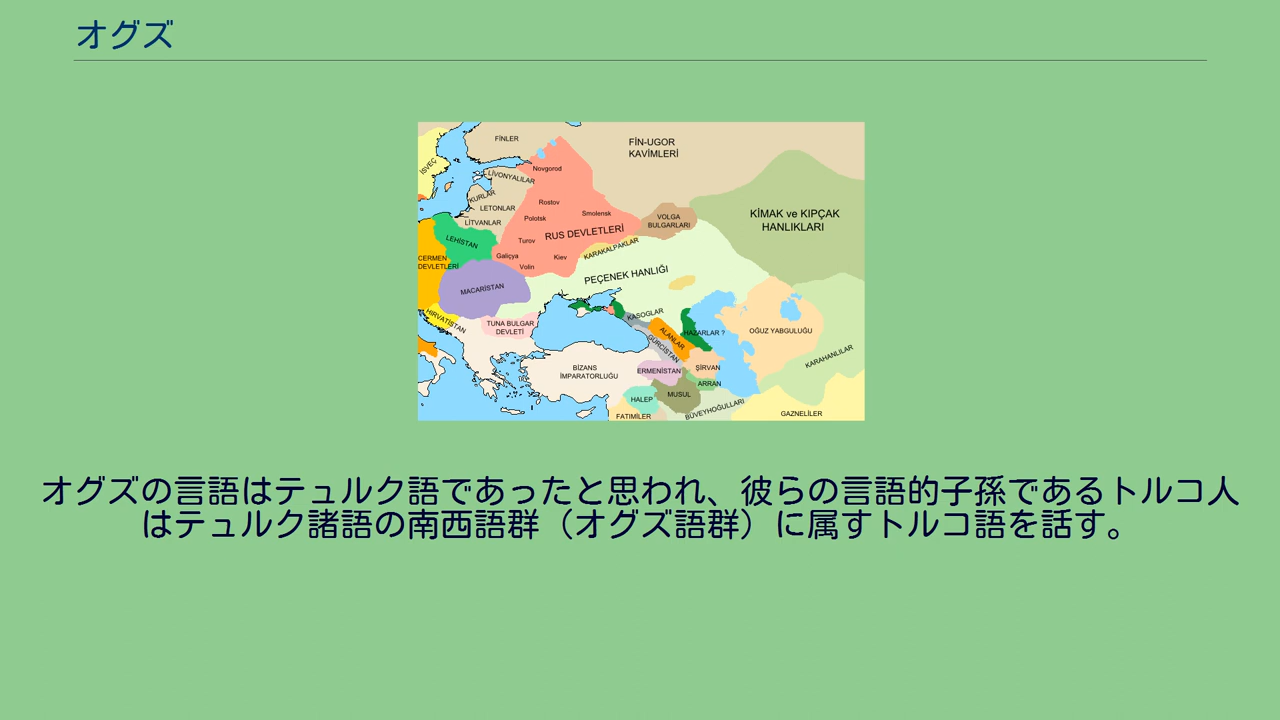 オグズ
FİNLER
FİN-UGOR
KAVİMLERİ
İSVEÇ
Novgorod
LİVONYALILAR
KURLAR
LETONLAR
LİTVANLAR
Rostov
Polotsk
Smolensk
VOLGA
BULGARLARI
KİMAK ve KIPÇAK
HANLIKLARI
LEHİSTAN
Turov
RUS DEVLETLERİ
KARAKALPAKLAR
Galiçya
Kiev
Volin
CERMEN
DEVLETLERİ
PEÇENEK HANLIĞI
MACARİSTAN
HIRVATİSTAN
TUNA BULGAR
DEVLETİ
KASOGLAR
ALANLAR
HAZARLAR ?
GÜRCİSTAN
OĞUZ YABGULUĞU
KARAHANLILAR
BİZANS
İMPARATORLUĞU
ERMENİSTAN
ŞİRVAN
ARRAN
MUSUL
HALEP
BÜVEYHOĞULLARI
FATIMİLER
GAZNELİLER
オグズの言語はテュルク語であったと思われ、彼らの言語的子孫であるトルコ人
はテュルク諸語の南西語群（オグズ語群）に属すトルコ語を話す。